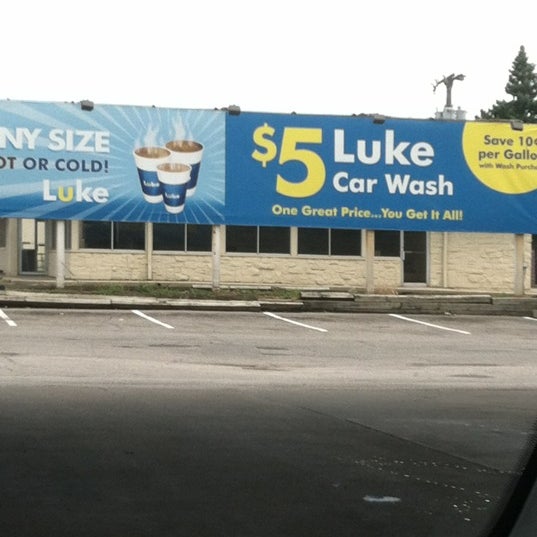 NY SIZE
OT OR COLD!
Luke
$5 Luke
Car Wash
One Great Price...You Get It All!
Save 10¢
per Gallo
with Wash Purch